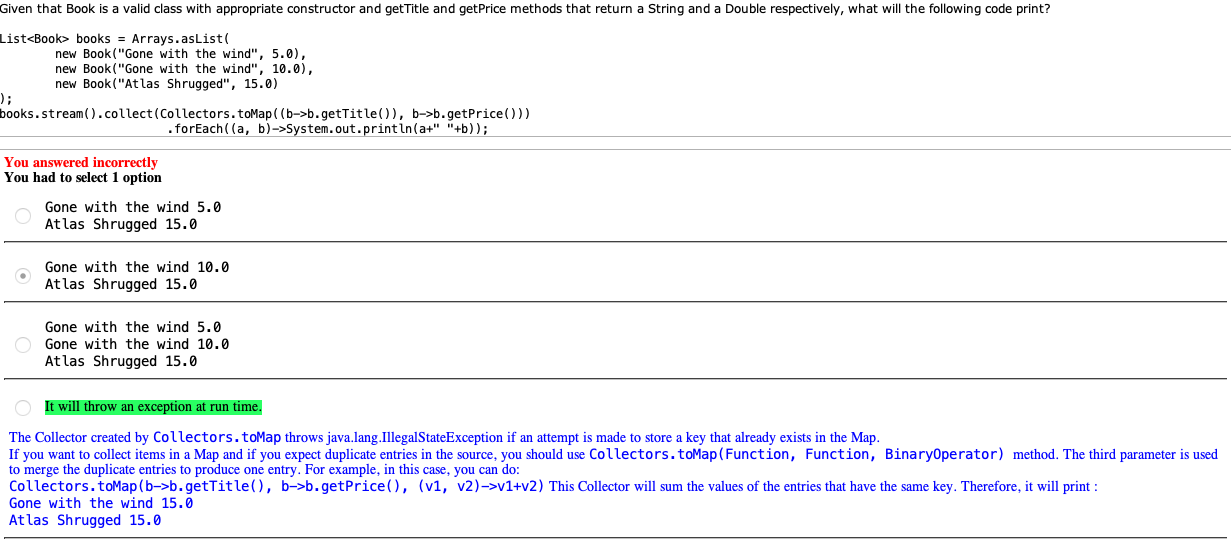 Given that Book is a valid class with appropriate constructor and getTitle and getPrice methods that return a String and a Double respectively, what will the following code print?
List<Book> books = Arrays.asList(
new Book("Gone with the wind", 5.0),
new Book("Gone with the wind", 10.0),
new Book("Atlas Shrugged", 15.0)
);
books.stream().collect(Collectors.toMap((b->b.getTitle()), b->b.getPrice()))
.forEach((a, b)->System.out.println(a+" "+b));
You answered incorrectly
You had to select 1 option
Gone with the wind 5.0
Atlas Shrugged 15.0
Gone with the wind 10.0
Atlas Shrugged 15.0
Gone with the wind 5.0
Gone with the wind 10.0
Atlas Shrugged 15.0
It will throw an exception at run time.
The Collector created by Collectors.toMap throws java.lang.IllegalStateException if an attempt is made to store a key that already exists in the Map.
If you want to collect items in a Map and if you expect duplicate entries in the source, you should use Collectors.toMap(Function, Function, BinaryOperator) method. The third parameter is used
to merge the duplicate entries to produce one entry. For example, in this case, you can do:
Collectors.toMap(b->b.getTitle(), b->b.getPrice(), (v1, v2)->v1+v2) This Collector will sum the values of the entries that have the same key. Therefore, it will print :
Gone with the wind 15.0
Atlas Shrugged 15.0